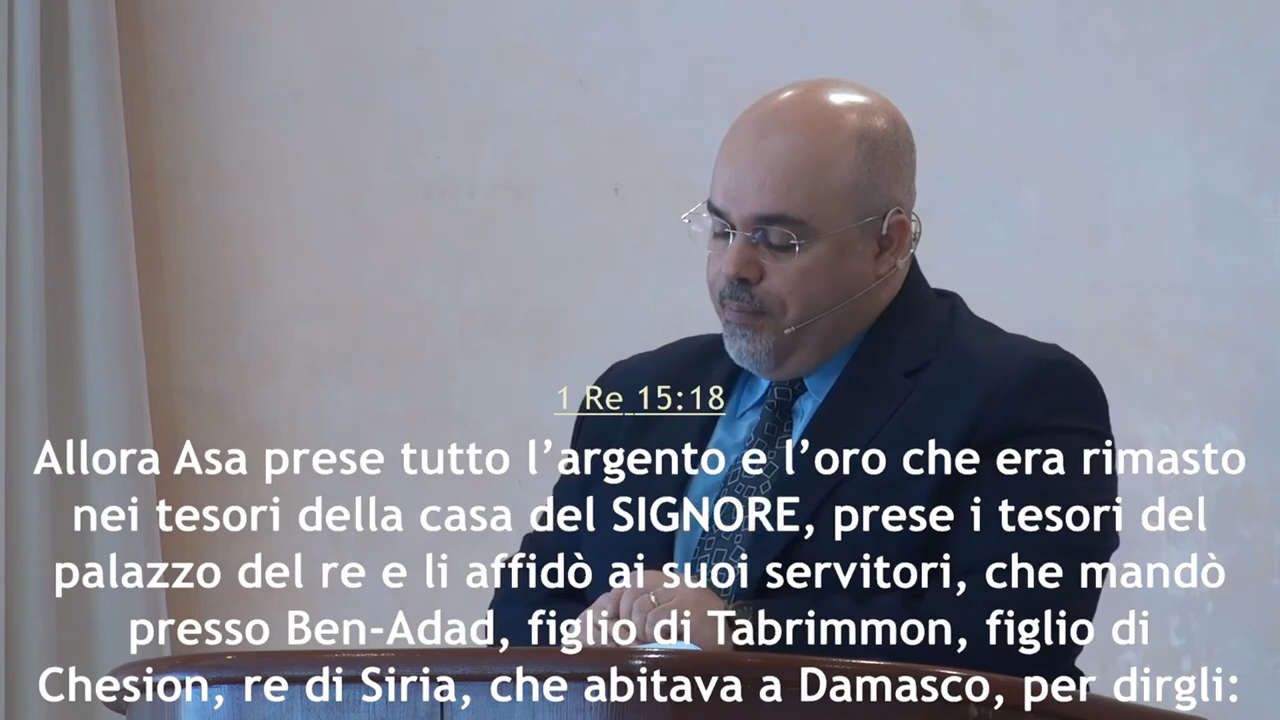 1 Re 15:18
Allora Asa prese tutto l’argento e l’oro che era rimasto
nei tesori della casa del SIGNORE, prese i tesori del
palazzo del re e li affidò ai suoi servitori, che mandò
presso Ben-Adad, figlio di Tabrimmon, figlio di
Chesion, re di Siria, che abitava a Damasco, per dirgli: